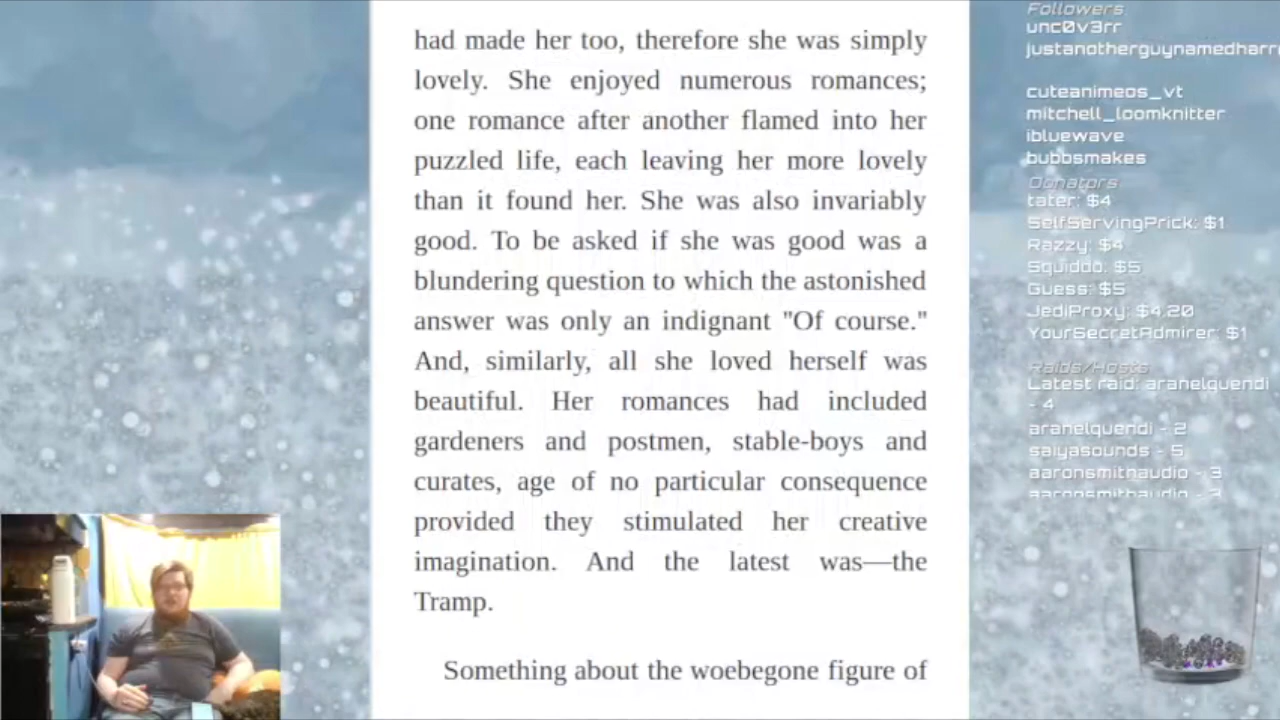 had made her too, therefore she was simply
lovely. She enjoyed numerous romances;
one romance after another flamed into her
puzzled life, each leaving her more lovely
than it found her. She was also invariably
good. To be asked if she was good was a
blundering question to which the astonished
answer was only an indignant "Of course."
And, similarly, all she loved herself was
beautiful. Her romances had included
gardeners and postmen, stable-boys and
curates, age of no particular consequence
provided they stimulated her creative
imagination. And the latest was—the
Tramp.
Something about the woebegone figure of
Followers
unc0v3rr
justanotherguynamedharr
cuteanimeos_vt
mitchell_loomknitter
ibluewave
bubbsmakes
Donators
tater: $4
SelfServingPrick: $1
Razzy: $4
Squiddo: $5
Guess: $5
JediProxy: $4.20
YourSecretAdmirer: $1
Raids/Hosts
Latest raid: aranelquendi
- 4
aranelquendi - 2
saiyasounds - 5
aaronsmithaudio - 3
aaronsmithaudio - 3